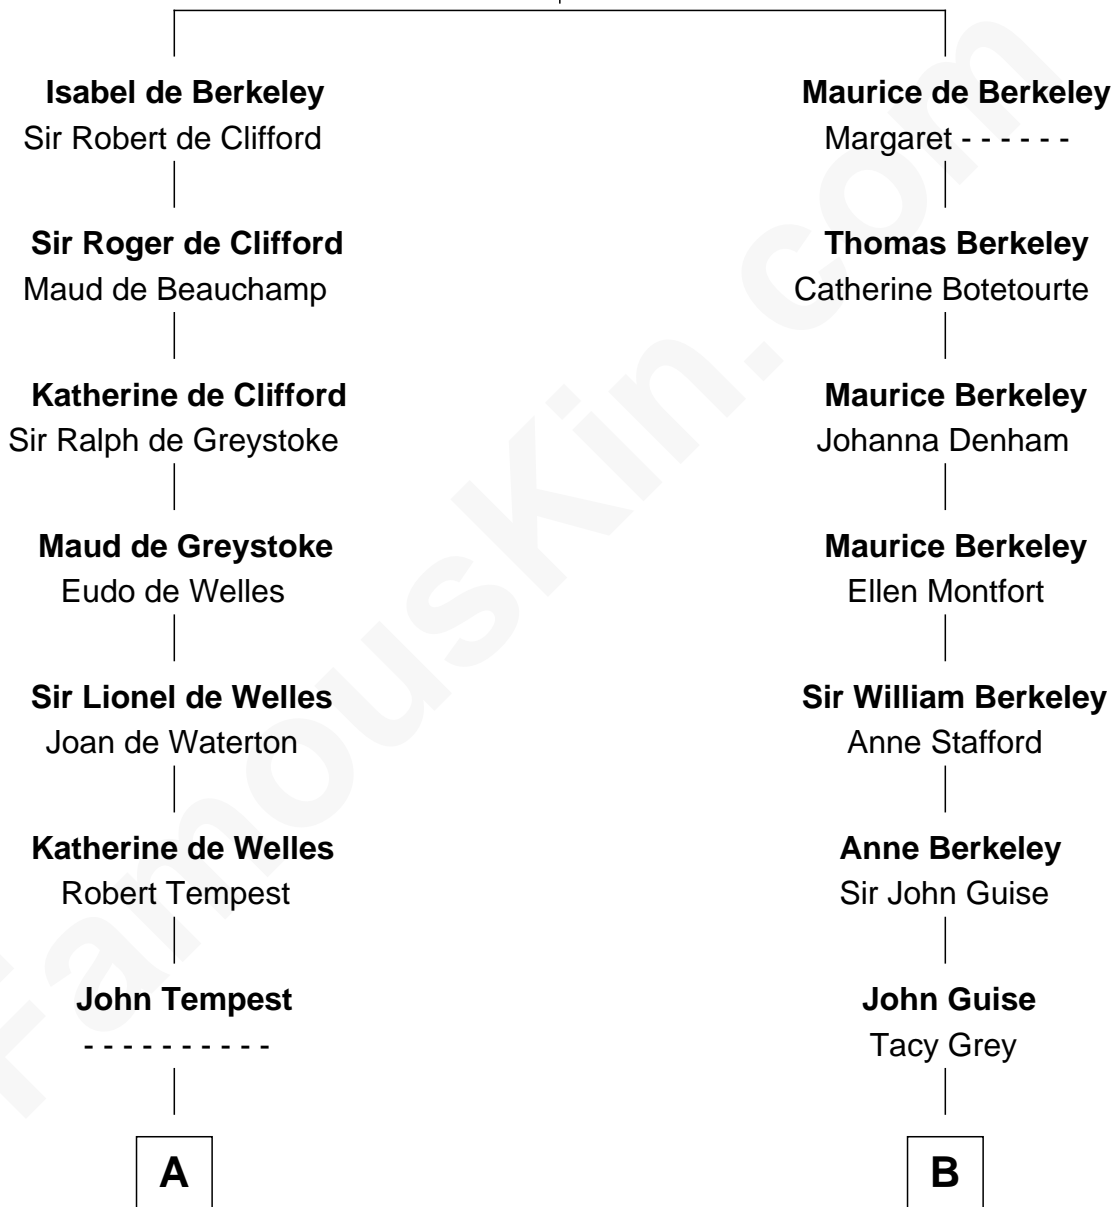 Isabel de Berkeley
Sir Robert de Clifford
Sir Roger de Clifford
Maud de Beauchamp
Katherine de Clifford
Sir Ralph de Greystoke
Maud de Greystoke
Eudo de Welles
Sir Lionel de Welles
Joan de Waterton
Katherine de Welles
Robert Tempest
John Tempest
- - - - - - - - - -
A
Maurice de Berkeley
Margaret - - - - - -
Thomas Berkeley
Catherine Botetourte
Maurice Berkeley
Johanna Denham
Maurice Berkeley
Ellen Montfort
Sir William Berkeley
Anne Stafford
Anne Berkeley
Sir John Guise
John Guise
Tacy Grey
B
FamousKin.com